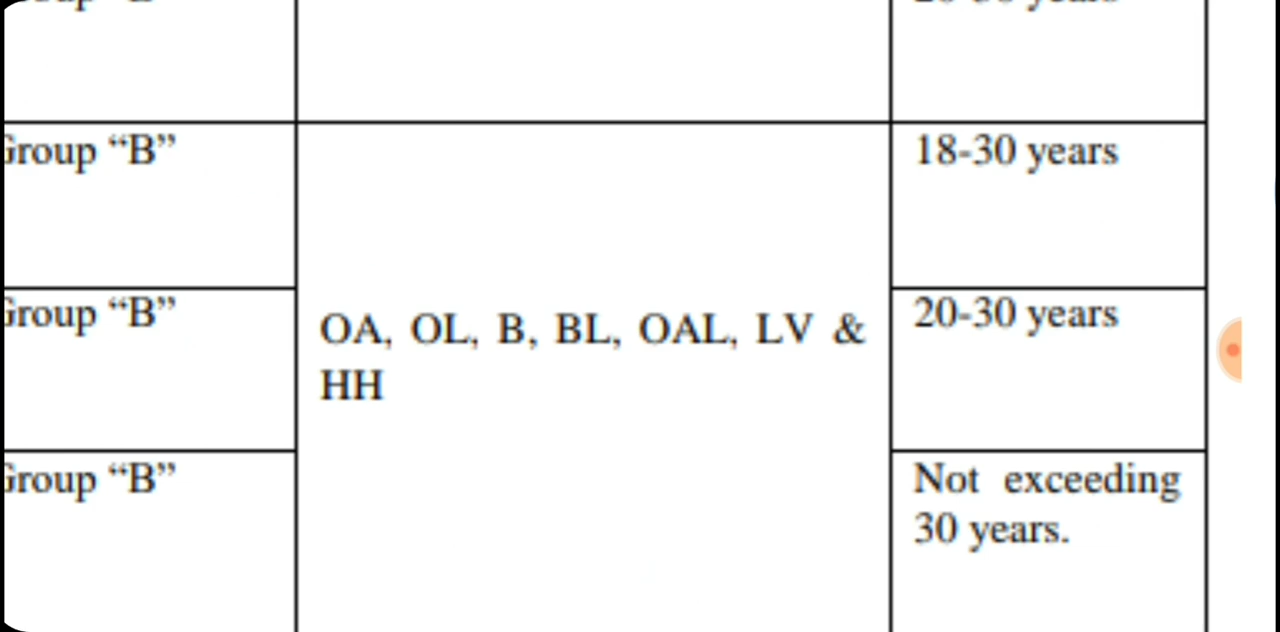 Group “B”
18-30 years
Group “B”
20-30 years
OA, OL, B, BL, OAL, LV &
HH
Group “B”
Not exceeding
30 years.